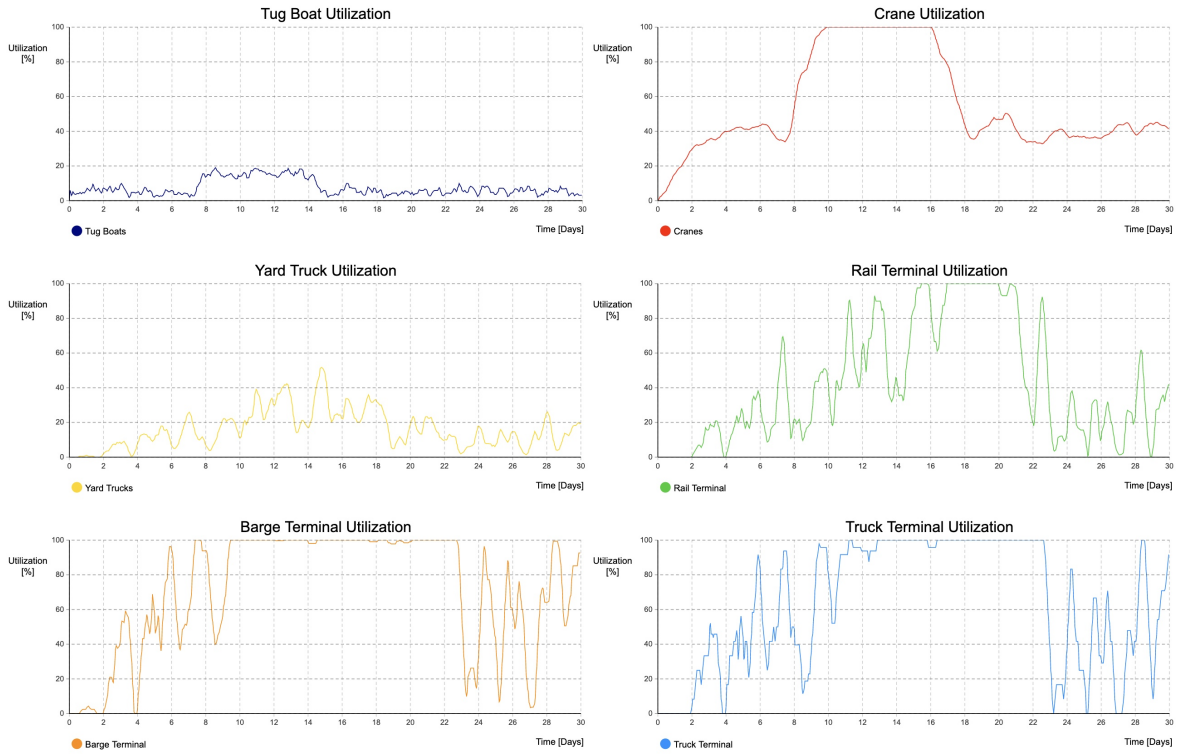 Tug Boat Utilization
Utilization
[%]
100
80
60
40
20
0
0 2 4 6 8 10 12 14 16 18 20 22 24 26 28 30
Time [Days]
Tug Boats
Crane Utilization
Utilization
[%]
100
80
60
40
20
0
0 2 4 6 8 10 12 14 16 18 20 22 24 26 28 30
Time [Days]
Cranes
Yard Truck Utilization
Utilization
[%]
100
80
60
40
20
0
0 2 4 6 8 10 12 14 16 18 20 22 24 26 28 30
Time [Days]
Yard Trucks
Rail Terminal Utilization
Utilization
[%]
100
80
60
40
20
0
0 2 4 6 8 10 12 14 16 18 20 22 24 26 28 30
Time [Days]
Rail Terminal
Barge Terminal Utilization
Utilization
[%]
100
80
60
40
20
0
0 2 4 6 8 10 12 14 16 18 20 22 24 26 28 30
Time [Days]
Barge Terminal
Truck Terminal Utilization
Utilization
[%]
100
80
60
40
20
0
0 2 4 6 8 10 12 14 16 18 20 22 24 26 28 30
Time [Days]
Truck Terminal